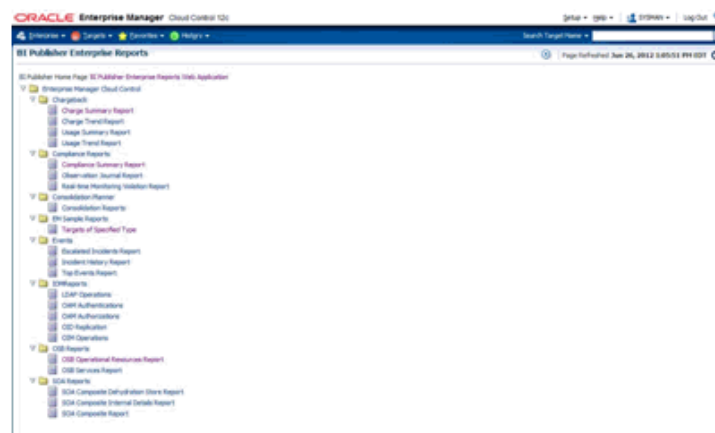 ORACLE Enterprise Manager Cloud Control 12c
Setup Help SYSMAN Log Out
Enterprise Targets Favorites History Search Target Name
BI Publisher Enterprise Reports
Page Refreshed Jun 26, 2012 1:05:51 PM EDT
BI Publisher Home Page BI Publisher Enterprise Reports Web Application
Enterprise Manager Cloud Control
Chargeback
Charge Summary Report
Charge Trend Report
Usage Summary Report
Usage Trend Report
Compliance Reports
Compliance Summary Report
Observation Journal Report
Real-time Monitoring Violation Report
Consolidation Planner
Consolidation Reports
EM Sample Reports
Targets of Specified Type
Events
Escalated Incidents Report
Incident History Report
Top Events Report
IDMReports
LDAP Operations
OAM Authentications
OAM Authorizations
OID Replication
OIM Operations
OSB Reports
OSB Operational Resources Report
OSB Services Report
SOA Reports
SOA Composite Dehydration Store Report
SOA Composite Internal Details Report
SOA Composite Report